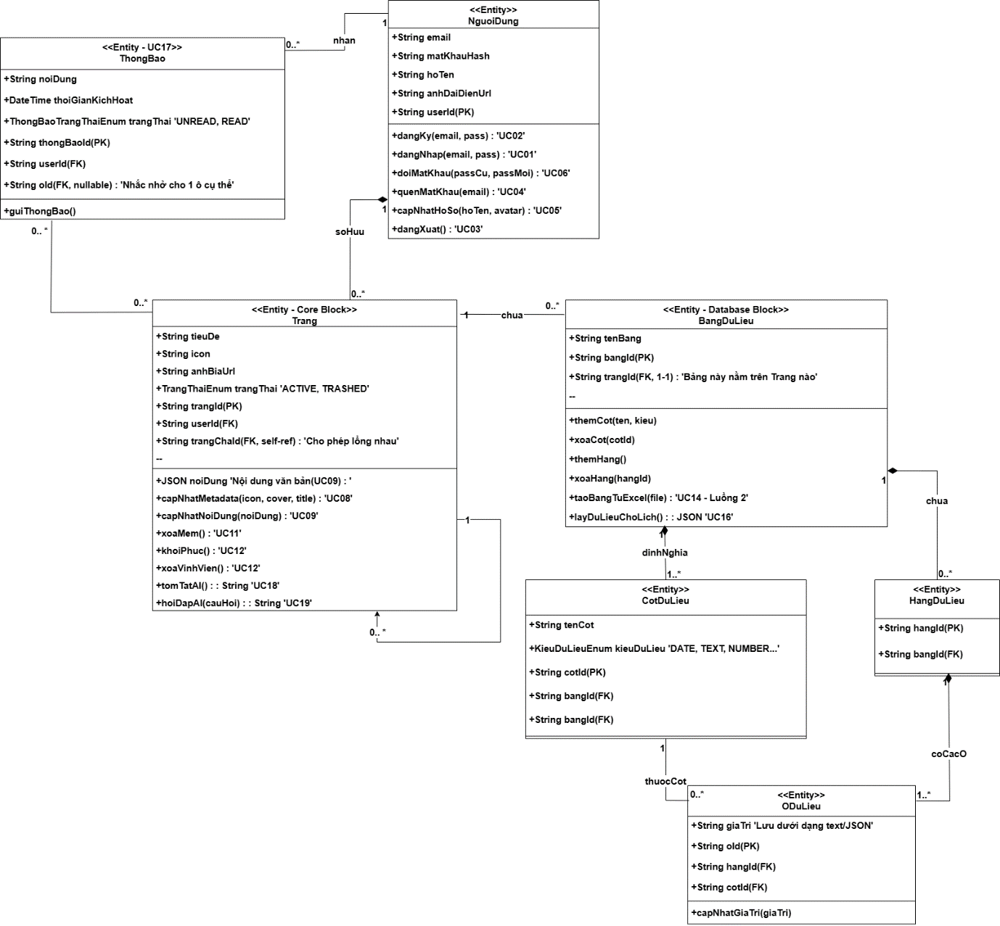 <<Entity>>
NguoiDung
+String email
+String matKhauHash
+String hoTen
+String anhDaiDienUrl
+String userId(PK)
+dangKy(email, pass) : 'UC02'
+dangNhap(email, pass) : 'UC01'
+doiMatKhau(passCu, passMoi) : 'UC06'
+quenMatKhau(email) : 'UC04'
+capNhatHoSo(hoTen, avatar) : 'UC05'
+dangXuat() : 'UC03'
1
nhan
0..*
<<Entity - UC17>>
ThongBao
+String noiDung
+DateTime thoiGianKichHoat
+ThongBaoTrangThaiEnum trangThai 'UNREAD, READ'
+String thongBaoId(PK)
+String userId(FK)
+String oId(FK, nullable) : 'Nhắc nhở cho 1 ô cụ thể'
+guiThongBao()
0.. *
0..*
1
soHuu
0..*
<<Entity - Core Block>>
Trang
+String tieuDe
+String icon
+String anhBiaUrl
+TrangThaiEnum trangThai 'ACTIVE, TRASHED'
+String trangId(PK)
+String userId(FK)
+String trangChaId(FK, self-ref) : 'Cho phép lồng nhau'
--
+JSON noiDung 'Nội dung văn bản(UC09) : '
+capNhatMetadata(icon, cover, title) : 'UC08'
+capNhatNoiDung(noiDung) : 'UC09'
+xoaMem() : 'UC11'
+khoiPhuc() : 'UC12'
+xoaVinhVien() : 'UC12'
+tomTatAI() : : String 'UC18'
+hoiDapAI(cauHoi) : : String 'UC19'
1
0.. *
1
chua
0..*
<<Entity - Database Block>>
BangDuLieu
+String tenBang
+String bangId(PK)
+String trangId(FK, 1-1) : 'Bảng này nằm trên Trang nào'
--
+themCot(ten, kieu)
+xoaCot(cotId)
+themHang()
+xoaHang(hangId)
+taoBangTuExcel(file) : 'UC14 - Luồng 2'
+layDuLieuChoLich() : : JSON 'UC16'
1
chua
0..*
1
dinhNghia
1..*
<<Entity>>
CotDuLieu
+String tenCot
+KieuDuLieuEnum kieuDuLieu 'DATE, TEXT, NUMBER...'
+String cotId(PK)
+String bangId(FK)
+String bangId(FK)
<<Entity>>
HangDuLieu
+String hangId(PK)
+String bangId(FK)
1
coCacO
1..*
1
thuocCot
0..*
<<Entity>>
ODuLieu
+String giaTri 'Lưu dưới dạng text/JSON'
+String oId(PK)
+String hangId(FK)
+String cotId(FK)
+capNhatGiaTri(giaTri)